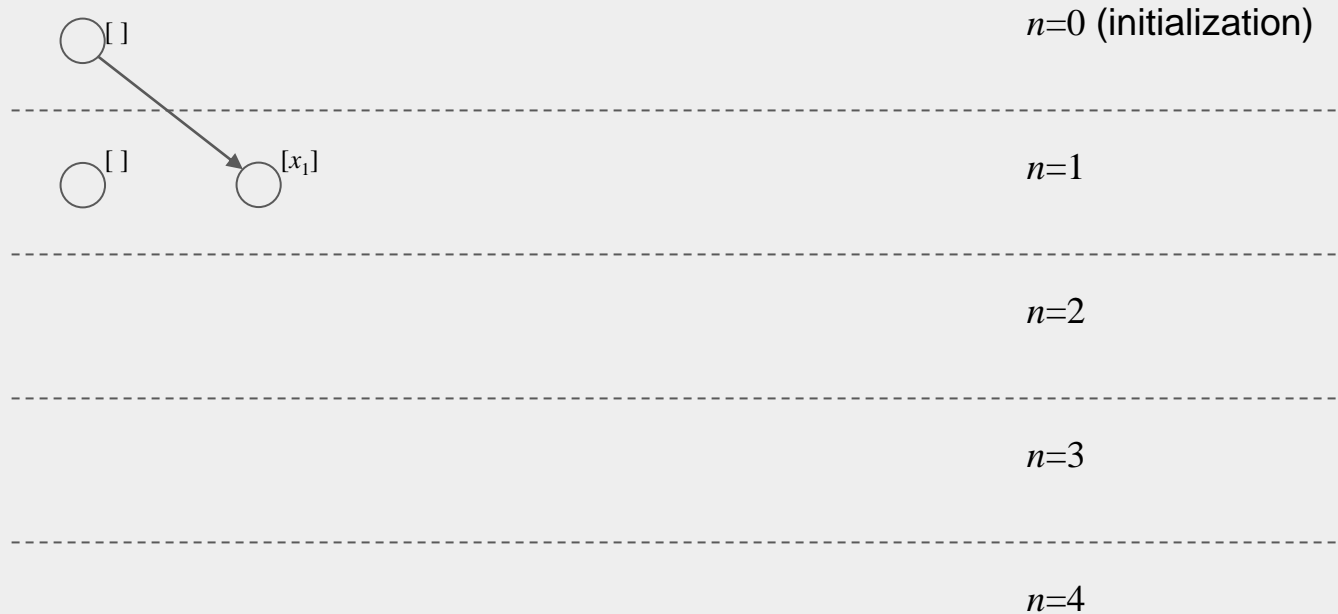 [ ]
n=0 (initialization)
[ ]
[x₁]
n=1
n=2
n=3
n=4